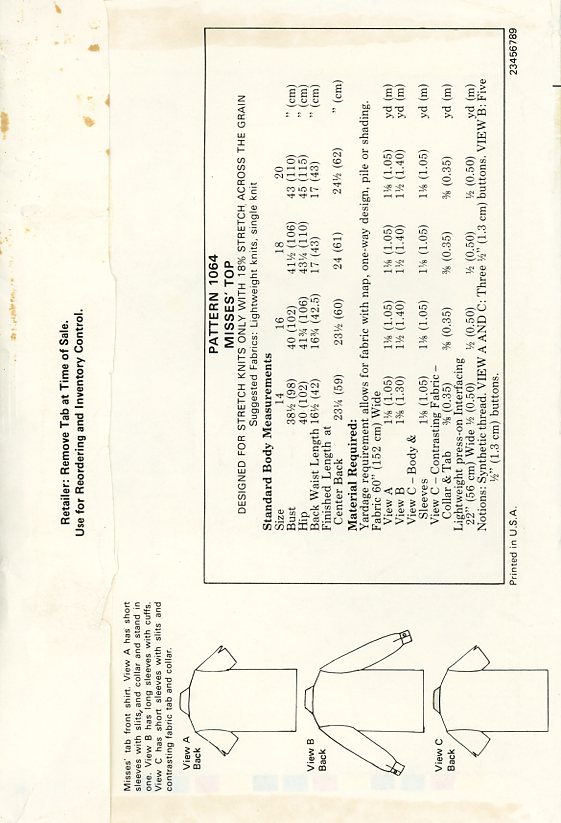 Retailer: Remove Tab at Time of Sale.
Use for Reordering and Inventory Control.
Misses' tab front shirt. View A has short
sleeves with slits, and collar and stand in
one. View B has long sleeves with cuffs.
View C has short sleeves with slits and
contrasting fabric tab and collar.
View A
Back
View B
Back
View C
Back
PATTERN 1064
MISSES' TOP
DESIGNED FOR STRETCH KNITS ONLY WITH 18% STRETCH ACROSS THE GRAIN
Suggested Fabrics: Lightweight knits, single knit
Standard Body Measurements
Size 14 16 18 20
Bust 38½ (98) 40 (102) 41½ (106) 43 (110) ” (cm)
Hip 40 (102) 41¾ (106) 43¼ (110) 45 (115) ” (cm)
Back Waist Length 16½ (42) 16¾ (42.5) 17 (43) 17 (43) ” (cm)
Finished Length at
Center Back 23¼ (59) 23½ (60) 24 (61) 24½ (62) ” (cm)
Material Required:
Yardage requirement allows for fabric with nap, one-way design, pile or shading.
Fabric 60” (152 cm) Wide
View A 1⅛ (1.05) 1⅛ (1.05) 1⅛ (1.05) 1⅛ (1.05) yd (m)
View B 1⅜ (1.30) 1½ (1.40) 1½ (1.40) 1½ (1.40) yd (m)
View C – Body &
Sleeves 1⅛ (1.05) 1⅛ (1.05) 1⅛ (1.05) 1⅛ (1.05) yd (m)
View C – Contrasting Fabric –
Collar & Tab ⅜ (0.35) ⅜ (0.35) ⅜ (0.35) ⅜ (0.35) yd (m)
Lightweight press-on Interfacing
22” (56 cm) Wide ½ (0.50) ½ (0.50) ½ (0.50) ½ (0.50) yd (m)
Notions: Synthetic thread. VIEW A AND C: Three ½” (1.3 cm) buttons. VIEW B: Five
½” (1.3 cm) buttons.
Printed in U.S.A.
23456789